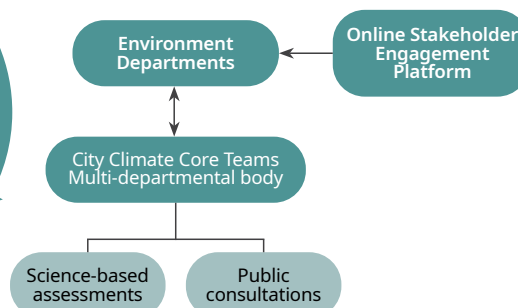 Environment
Departments
Online Stakeholder
Engagement
Platform
City Climate Core Teams
Multi-departmental body
Science-based
assessments
Public
consultations